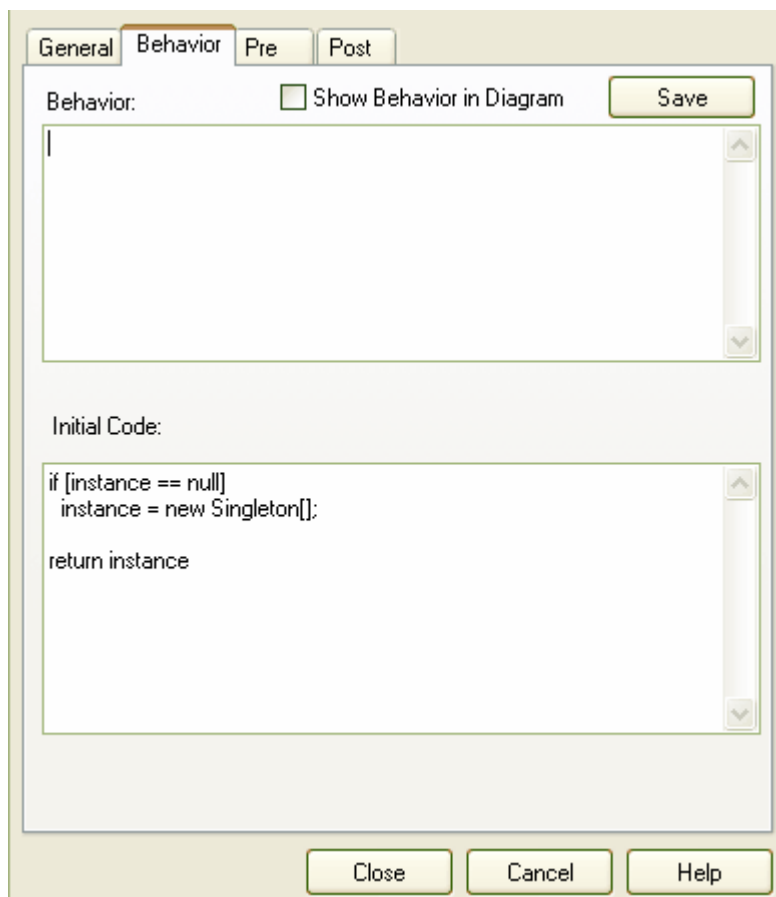 General Behavior Pre Post
Behavior: Show Behavior in Diagram Save
Initial Code:
if [instance == null]
instance = new Singleton[];
return instance
Close Cancel Help